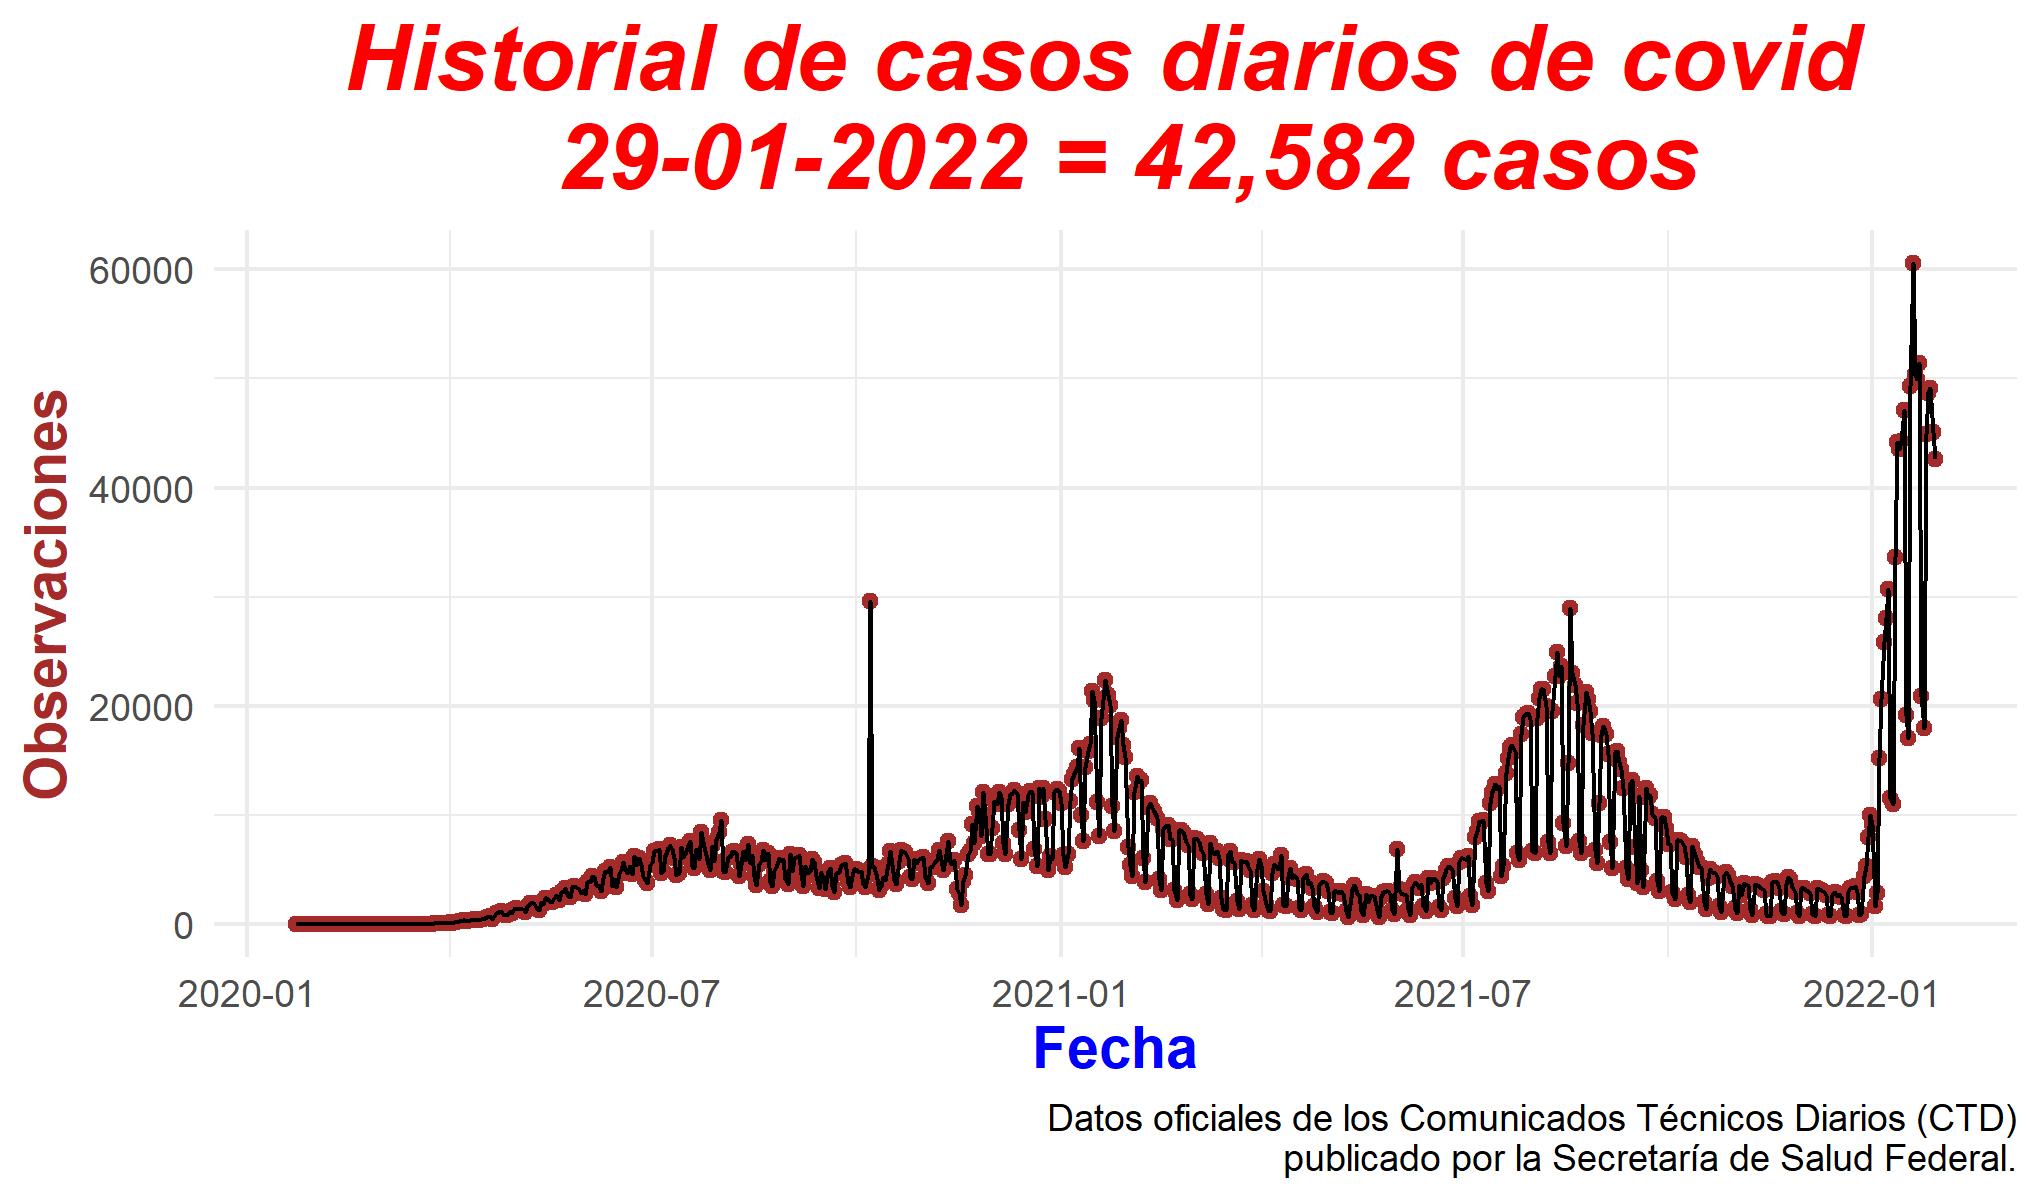 Historial de casos diarios de covid
29-01-2022 = 42,582 casos
Observaciones
60000
40000
20000
0
2020-01
2020-07
2021-01
2021-07
2022-01
Fecha
Datos oficiales de los Comunicados Técnicos Diarios (CTD)
publicado por la Secretaría de Salud Federal.